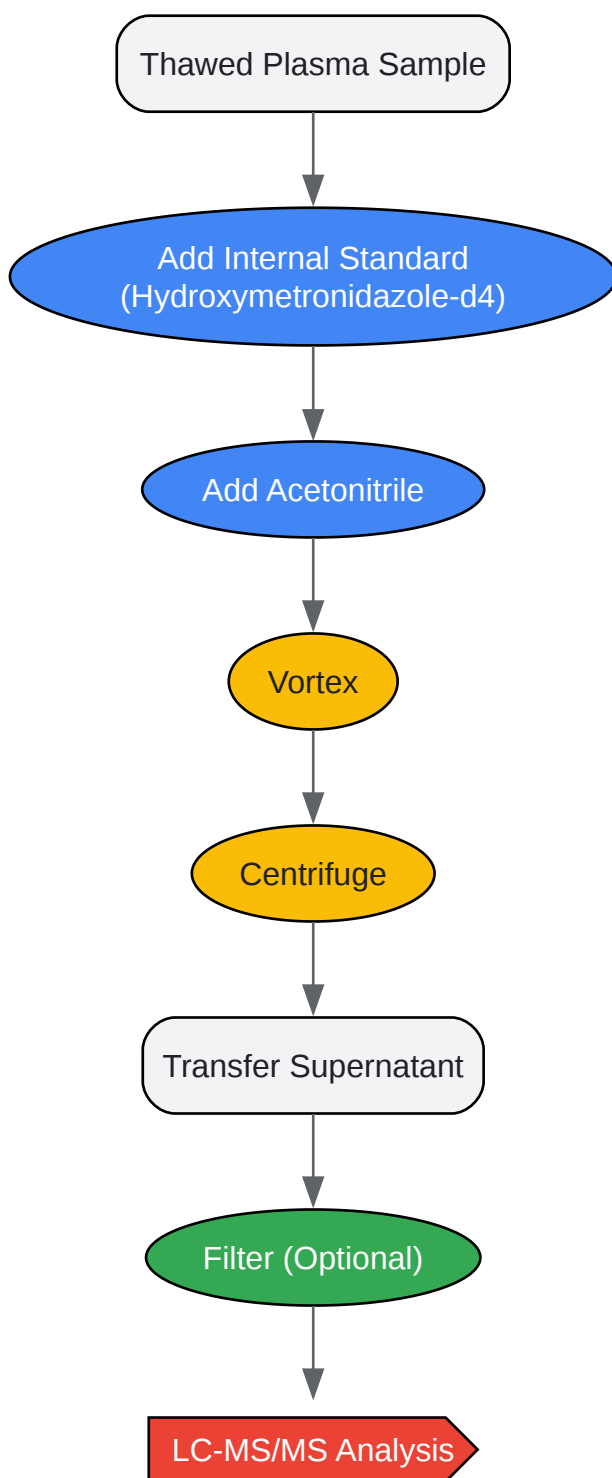 Thawed Plasma Sample
Add Internal Standard
(Hydroxymetronidazole-d4)
Add Acetonitrile
Vortex
Centrifuge
Transfer Supernatant
Filter (Optional)
LC-MS/MS Analysis